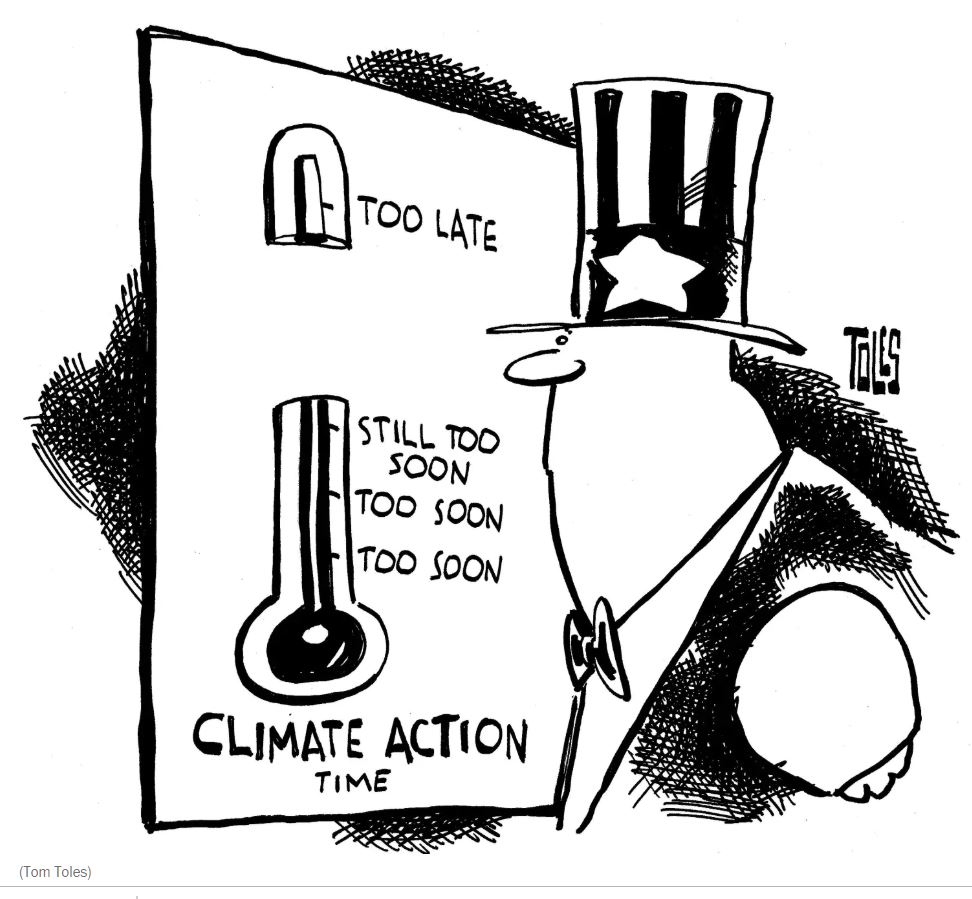 TOO LATE
STILL TOO
SOON
TOO SOON
TOO SOON
CLIMATE ACTION
TIME
TOLES
(Tom Toles)